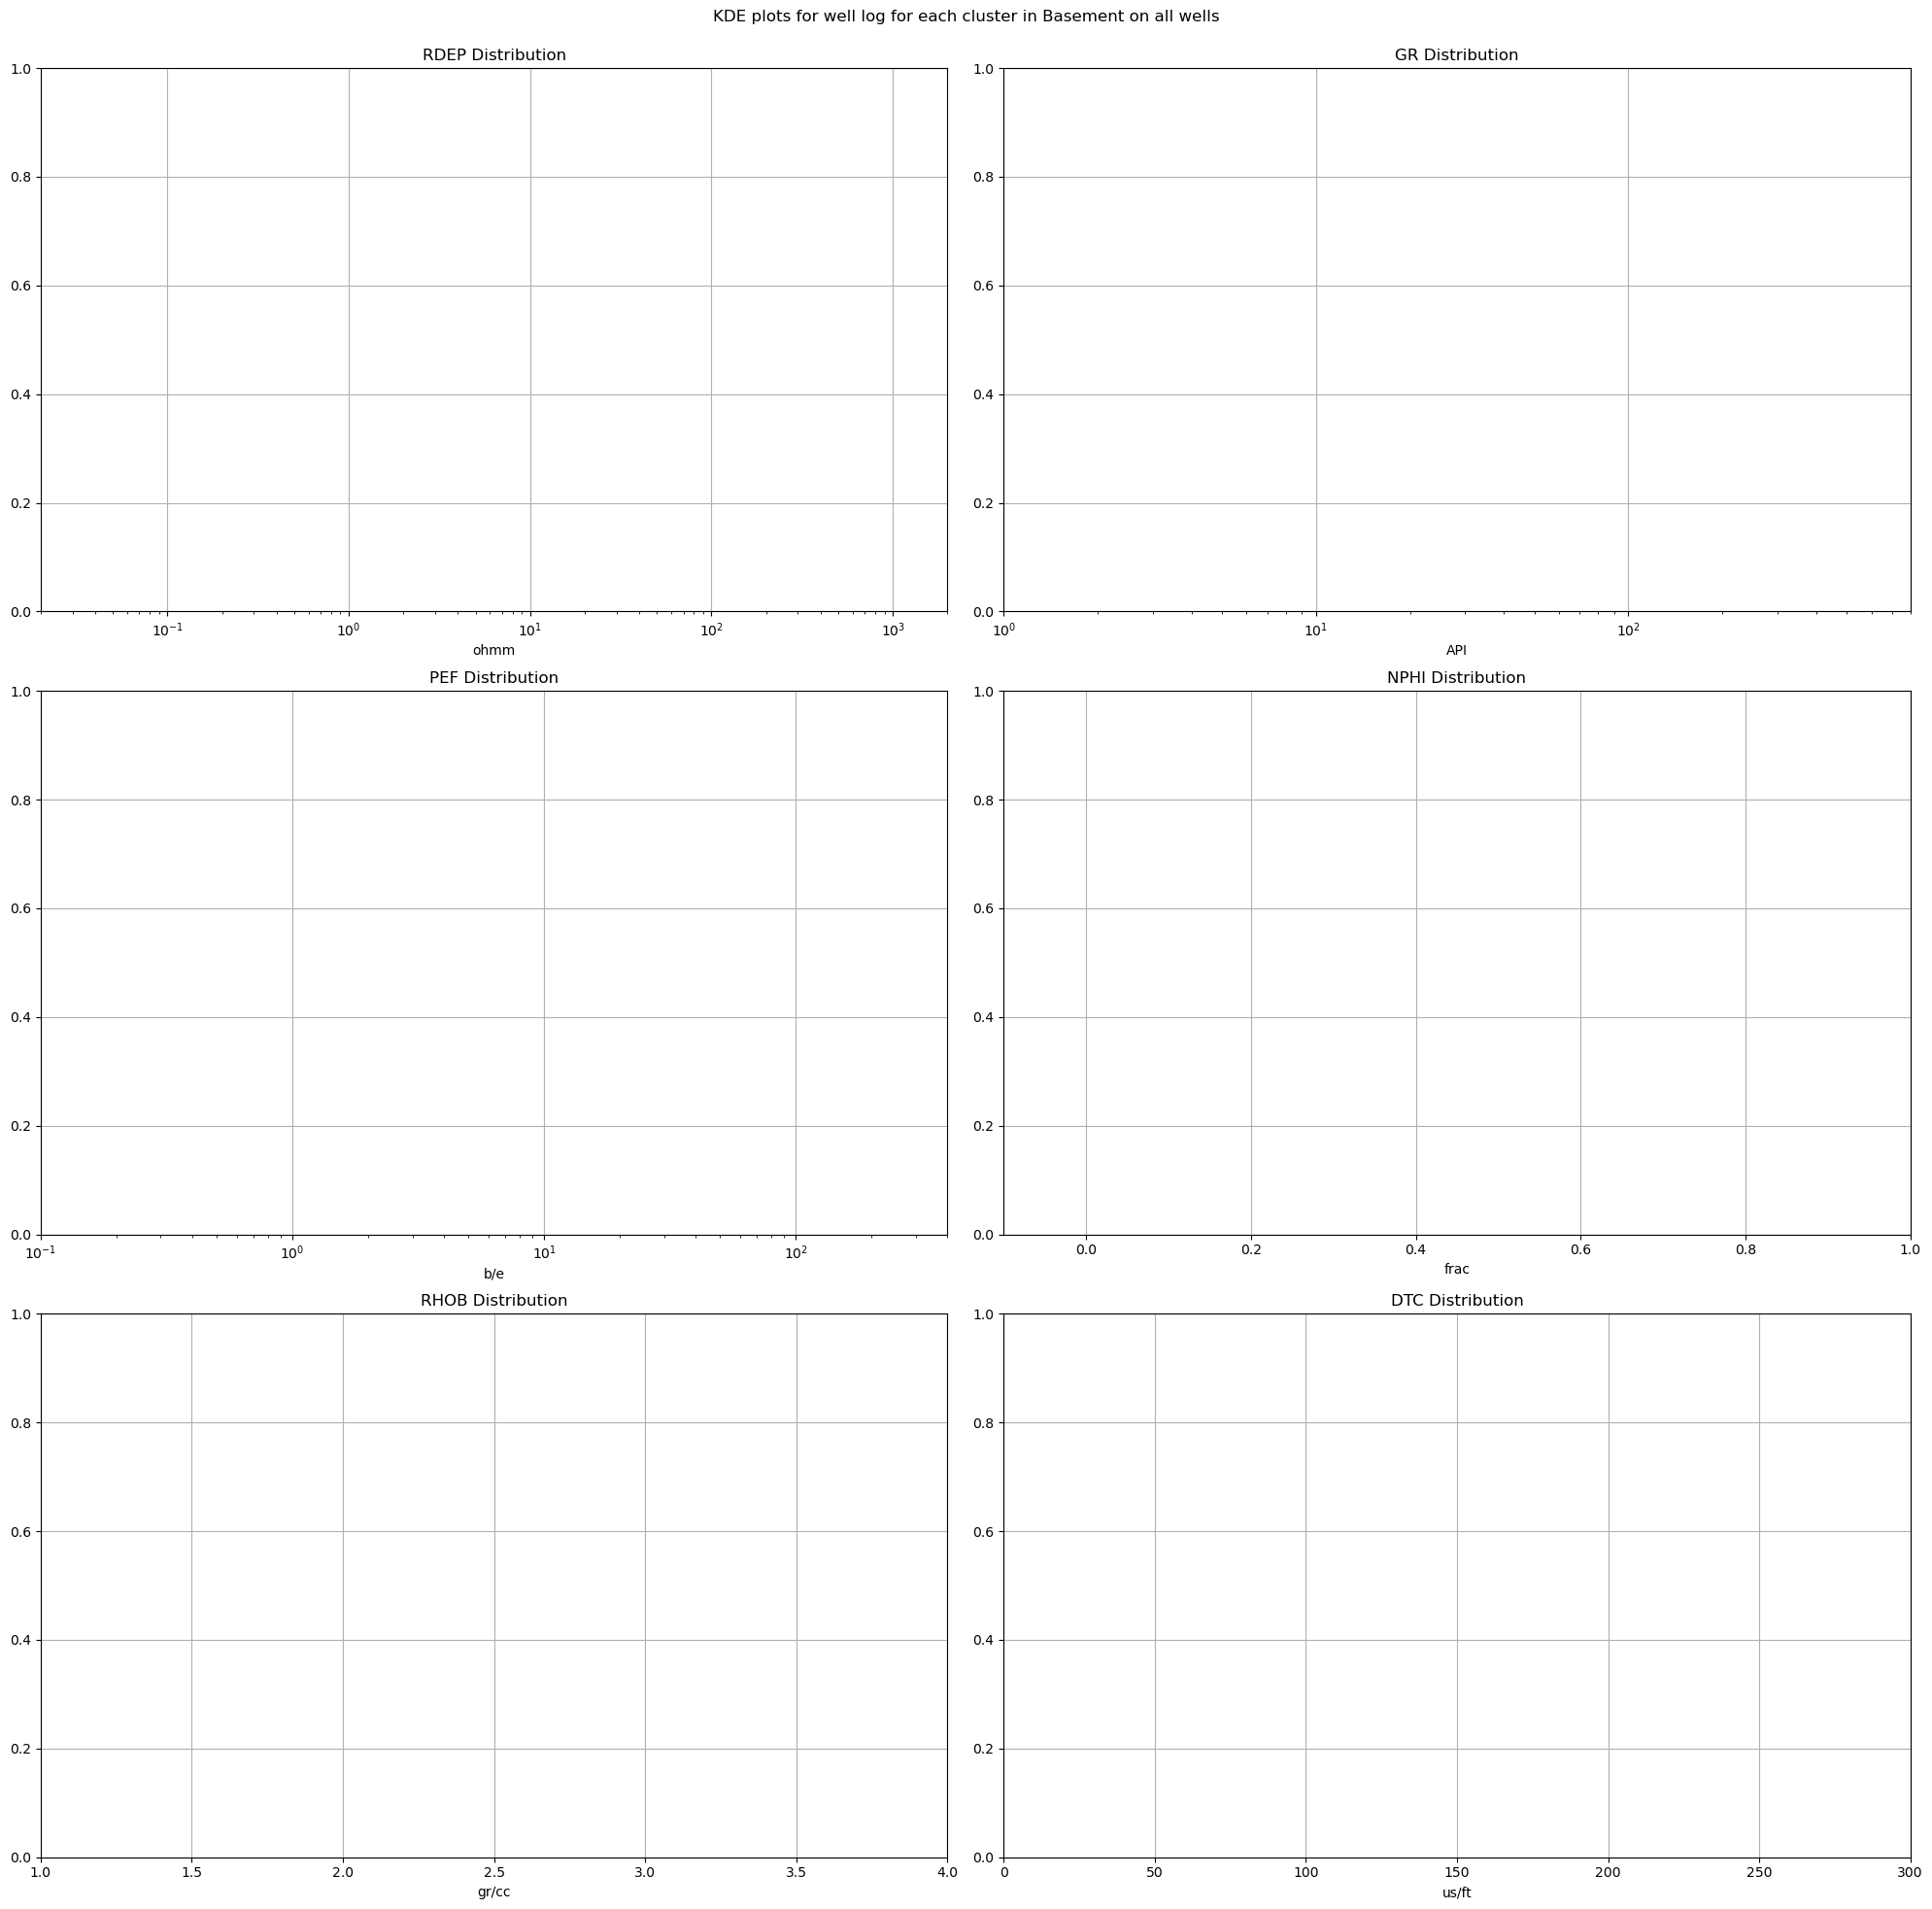 KDE plots for well log for each cluster in Basement on all wells
RDEP Distribution
1.0
0.8
0.6
0.4
0.2
0.0
10⁻¹ 10⁰ 10¹ 10² 10³
ohmm
GR Distribution
1.0
0.8
0.6
0.4
0.2
0.0
10⁰ 10¹ 10²
API
PEF Distribution
1.0
0.8
0.6
0.4
0.2
0.0
10⁻¹ 10⁰ 10¹ 10²
b/e
NPHI Distribution
1.0
0.8
0.6
0.4
0.2
0.0
0.0 0.2 0.4 0.6 0.8 1.0
frac
RHOB Distribution
1.0
0.8
0.6
0.4
0.2
0.0
1.0 1.5 2.0 2.5 3.0 3.5 4.0
gr/cc
DTC Distribution
1.0
0.8
0.6
0.4
0.2
0.0
0 50 100 150 200 250 300
us/ft